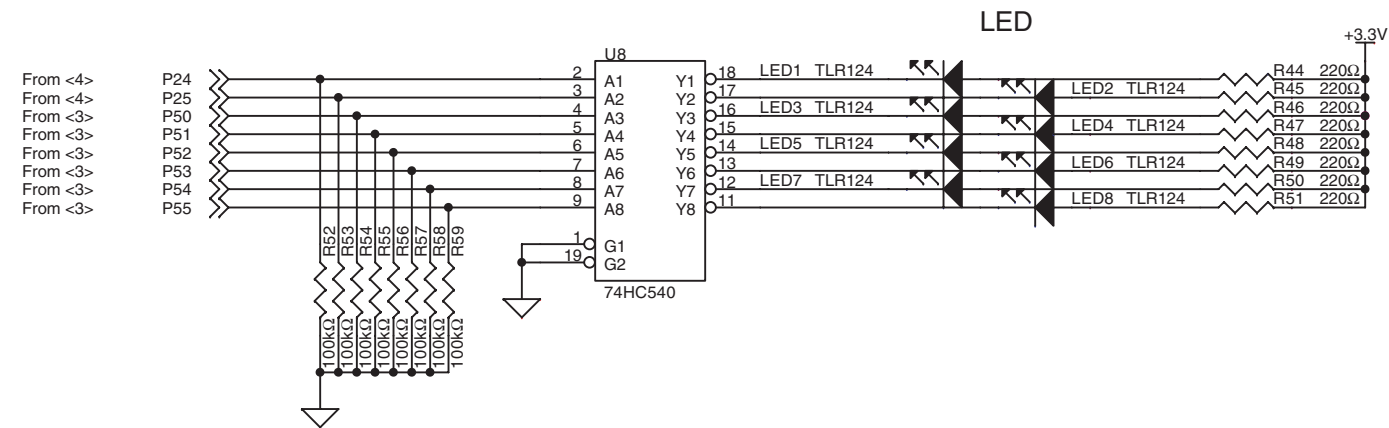 LED
+3.3V
U8
From <4> P24 2 A1 Y1 18 LED1 TLR124 R44 220Ω
From <4> P25 3 A2 Y2 17 LED2 TLR124 R45 220Ω
From <3> P50 4 A3 Y3 16 LED3 TLR124 R46 220Ω
From <3> P51 5 A4 Y4 15 LED4 TLR124 R47 220Ω
From <3> P52 6 A5 Y5 14 LED5 TLR124 R48 220Ω
From <3> P53 7 A6 Y6 13 LED6 TLR124 R49 220Ω
From <3> P54 8 A7 Y7 12 LED7 TLR124 R50 220Ω
From <3> P55 9 A8 Y8 11 LED8 TLR124 R51 220Ω
R52 R53 R54 R55 R56 R57 R58 R59
1 G1
19 G2
74HC540
100kΩ 100kΩ 100kΩ 100kΩ 100kΩ 100kΩ 100kΩ 100kΩ